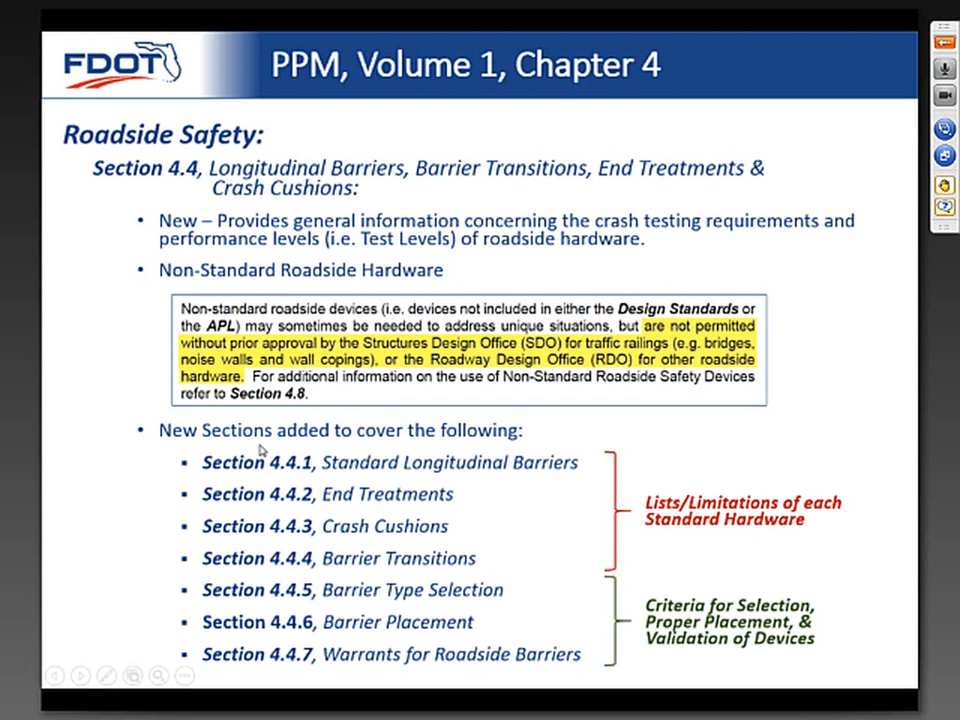 FDOT
PPM, Volume 1, Chapter 4
Roadside Safety:
Section 4.4, Longitudinal Barriers, Barrier Transitions, End Treatments &
Crash Cushions:
• New – Provides general information concerning the crash testing requirements and
performance levels (i.e. Test Levels) of roadside hardware.
• Non-Standard Roadside Hardware
Non-standard roadside devices (i.e. devices not included in either the Design Standards or
the APL) may sometimes be needed to address unique situations, but are not permitted
without prior approval by the Structures Design Office (SDO) for traffic railings (e.g. bridges,
noise walls and wall copings), or the Roadway Design Office (RDO) for other roadside
hardware. For additional information on the use of Non-Standard Roadside Safety Devices
refer to Section 4.8.
• New Sections added to cover the following:
▪ Section 4.4.1, Standard Longitudinal Barriers
▪ Section 4.4.2, End Treatments
▪ Section 4.4.3, Crash Cushions
▪ Section 4.4.4, Barrier Transitions
Lists/Limitations of each
Standard Hardware
▪ Section 4.4.5, Barrier Type Selection
▪ Section 4.4.6, Barrier Placement
▪ Section 4.4.7, Warrants for Roadside Barriers
Criteria for Selection,
Proper Placement, &
Validation of Devices